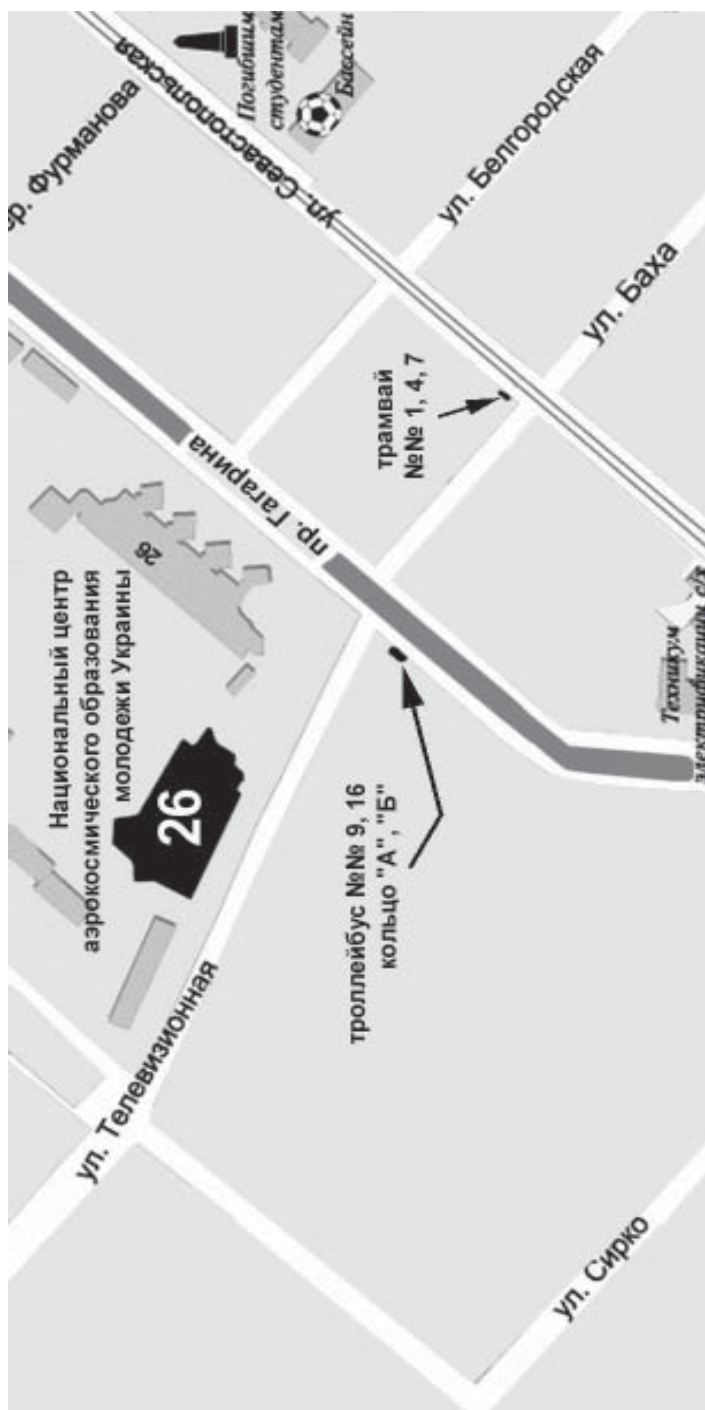 Национальный центр
аэрокосмического образования
молодежи Украины
26
26
ул. Телевизионная
пр. Гагарина
троллейбус №№ 9, 16
кольцо "А", "Б"
трамвай
№№ 1, 4, 7
ул. Сирко
ул. Баха
ул. Белгородская
ул. Севастопольская
Фурманова
Погибшим
студентам
Бассейн
Техникум
электрификации с/х